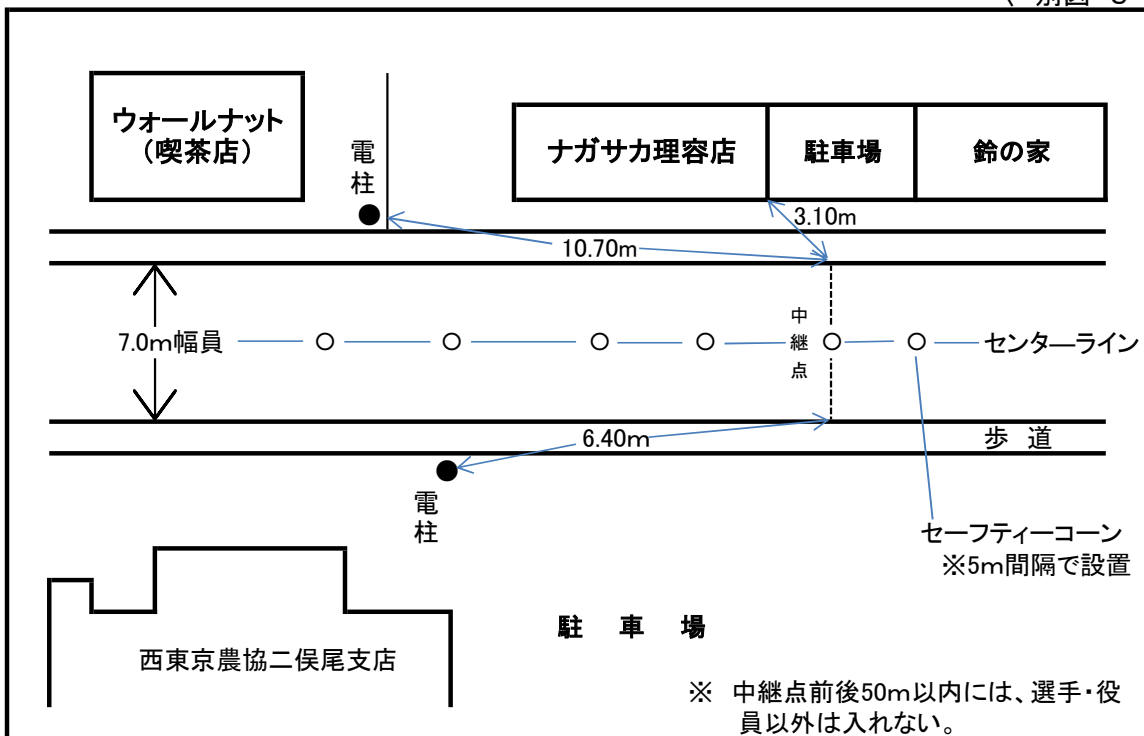 ウォールナット
（喫茶店）
電
柱
ナガサカ理容店
駐車場
鈴の家
3.10m
10.70m
7.0m幅員
中
継
点
センタ―ライン
6.40m
歩 道
電
柱
セーフティーコーン
※5m間隔で設置
駐 車 場
西東京農協二俣尾支店
※ 中継点前後50m以内には、選手・役
員以外は入れない。